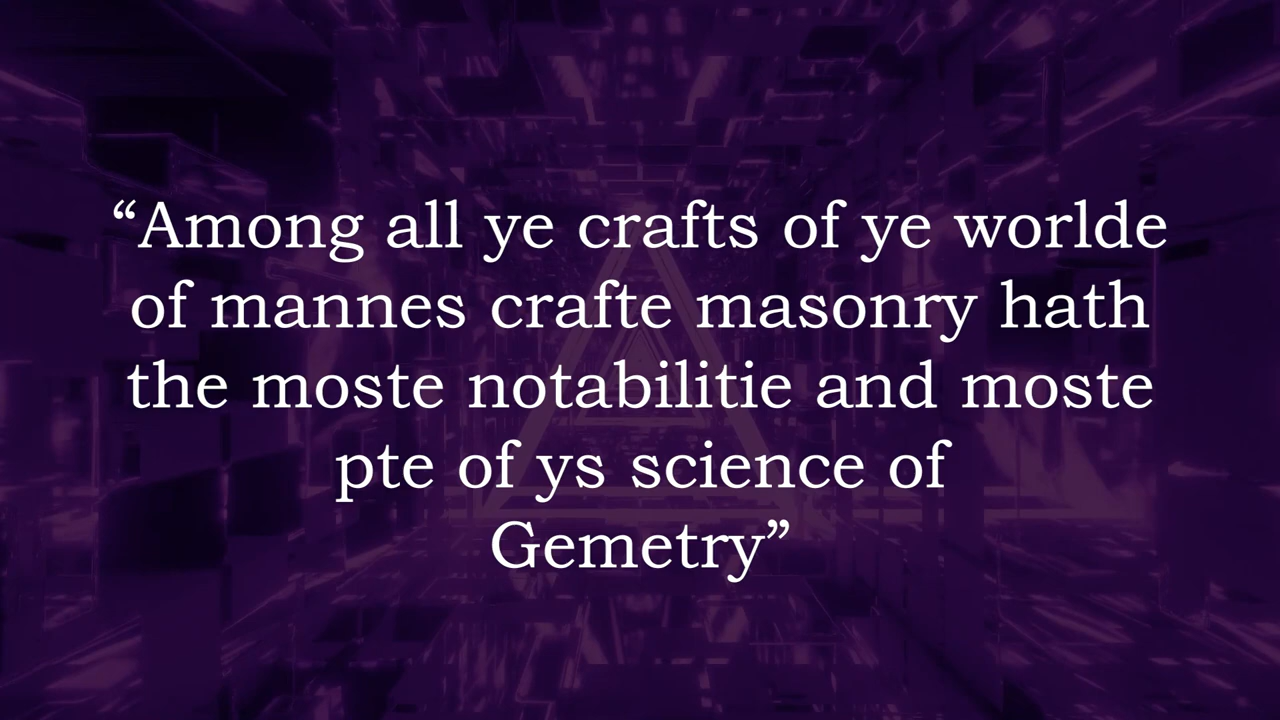 “Among all ye crafts of ye worlde
of mannes crafte masonry hath
the moste notabilitie and moste
pte of ys science of
Gemetry”